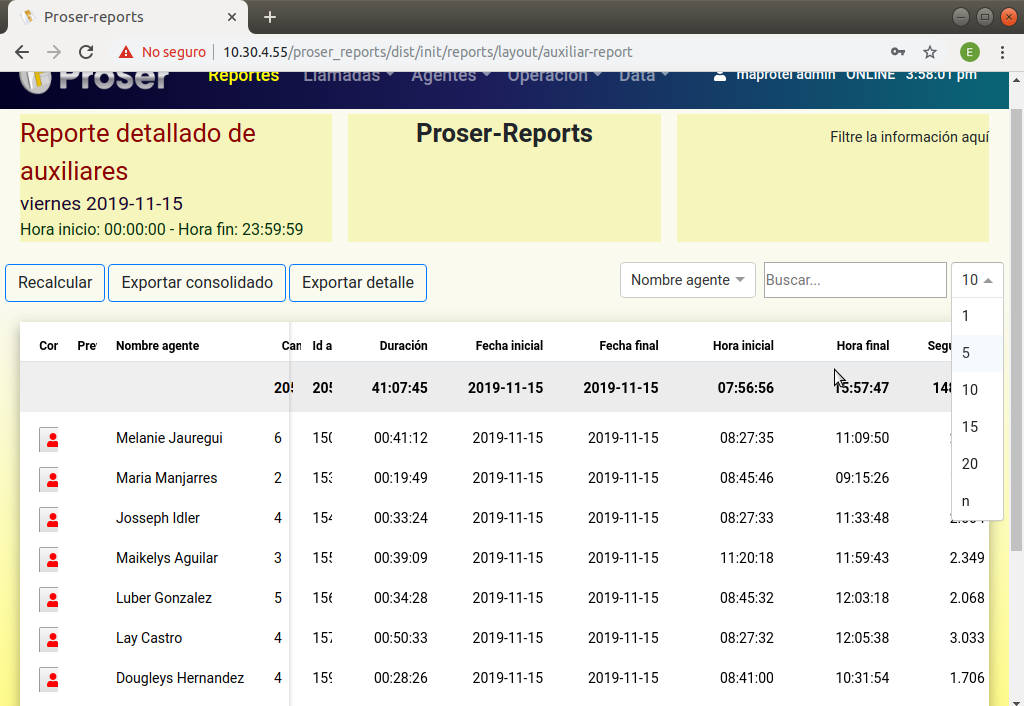 Proser-reports
No seguro 10.30.4.55/proser_reports/dist/init/reports/layout/auxiliar-report E
ProSer Reportes Llamadas Agentes Operación Data maprotel admin ONLINE 3:58:01 pm
Reporte detallado de
auxiliares
viernes 2019-11-15
Hora inicio: 00:00:00 - Hora fin: 23:59:59
Proser-Reports
Filtre la información aquí
Recalcular Exportar consolidado Exportar detalle Nombre agente Buscar... 10
1
5
10
15
20
n
Cor Pre Nombre agente Can Id a Duración Fecha inicial Fecha final Hora inicial Hora final Segu
205 205 41:07:45 2019-11-15 2019-11-15 07:56:56 15:57:47 148
Melanie Jauregui 6 150 00:41:12 2019-11-15 2019-11-15 08:27:35 11:09:50
Maria Manjarres 2 153 00:19:49 2019-11-15 2019-11-15 08:45:46 09:15:26
Josseph Idler 4 154 00:33:24 2019-11-15 2019-11-15 08:27:33 11:33:48
Maikelys Aguilar 3 155 00:39:09 2019-11-15 2019-11-15 11:20:18 11:59:43 2.349
Luber Gonzalez 5 156 00:34:28 2019-11-15 2019-11-15 08:45:32 12:03:18 2.068
Lay Castro 4 157 00:50:33 2019-11-15 2019-11-15 08:27:32 12:05:38 3.033
Dougleys Hernandez 4 159 00:28:26 2019-11-15 2019-11-15 08:41:00 10:31:54 1.706